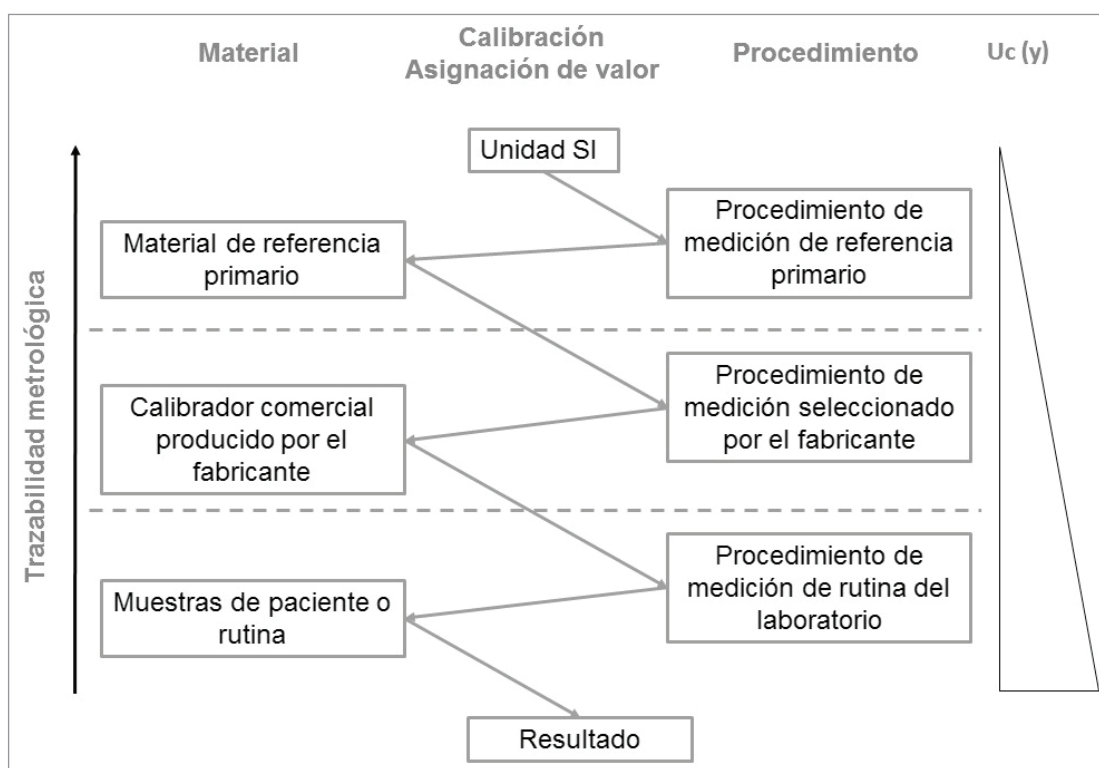 Material
Calibración
Asignación de valor
Procedimiento
Uc (y)
Trazabilidad metrológica
Unidad SI
Procedimiento de
medición de referencia
primario
Material de referencia
primario
Procedimiento de
medición seleccionado
por el fabricante
Calibrador comercial
producido por el
fabricante
Procedimiento de
medición de rutina del
laboratorio
Muestras de paciente o
rutina
Resultado